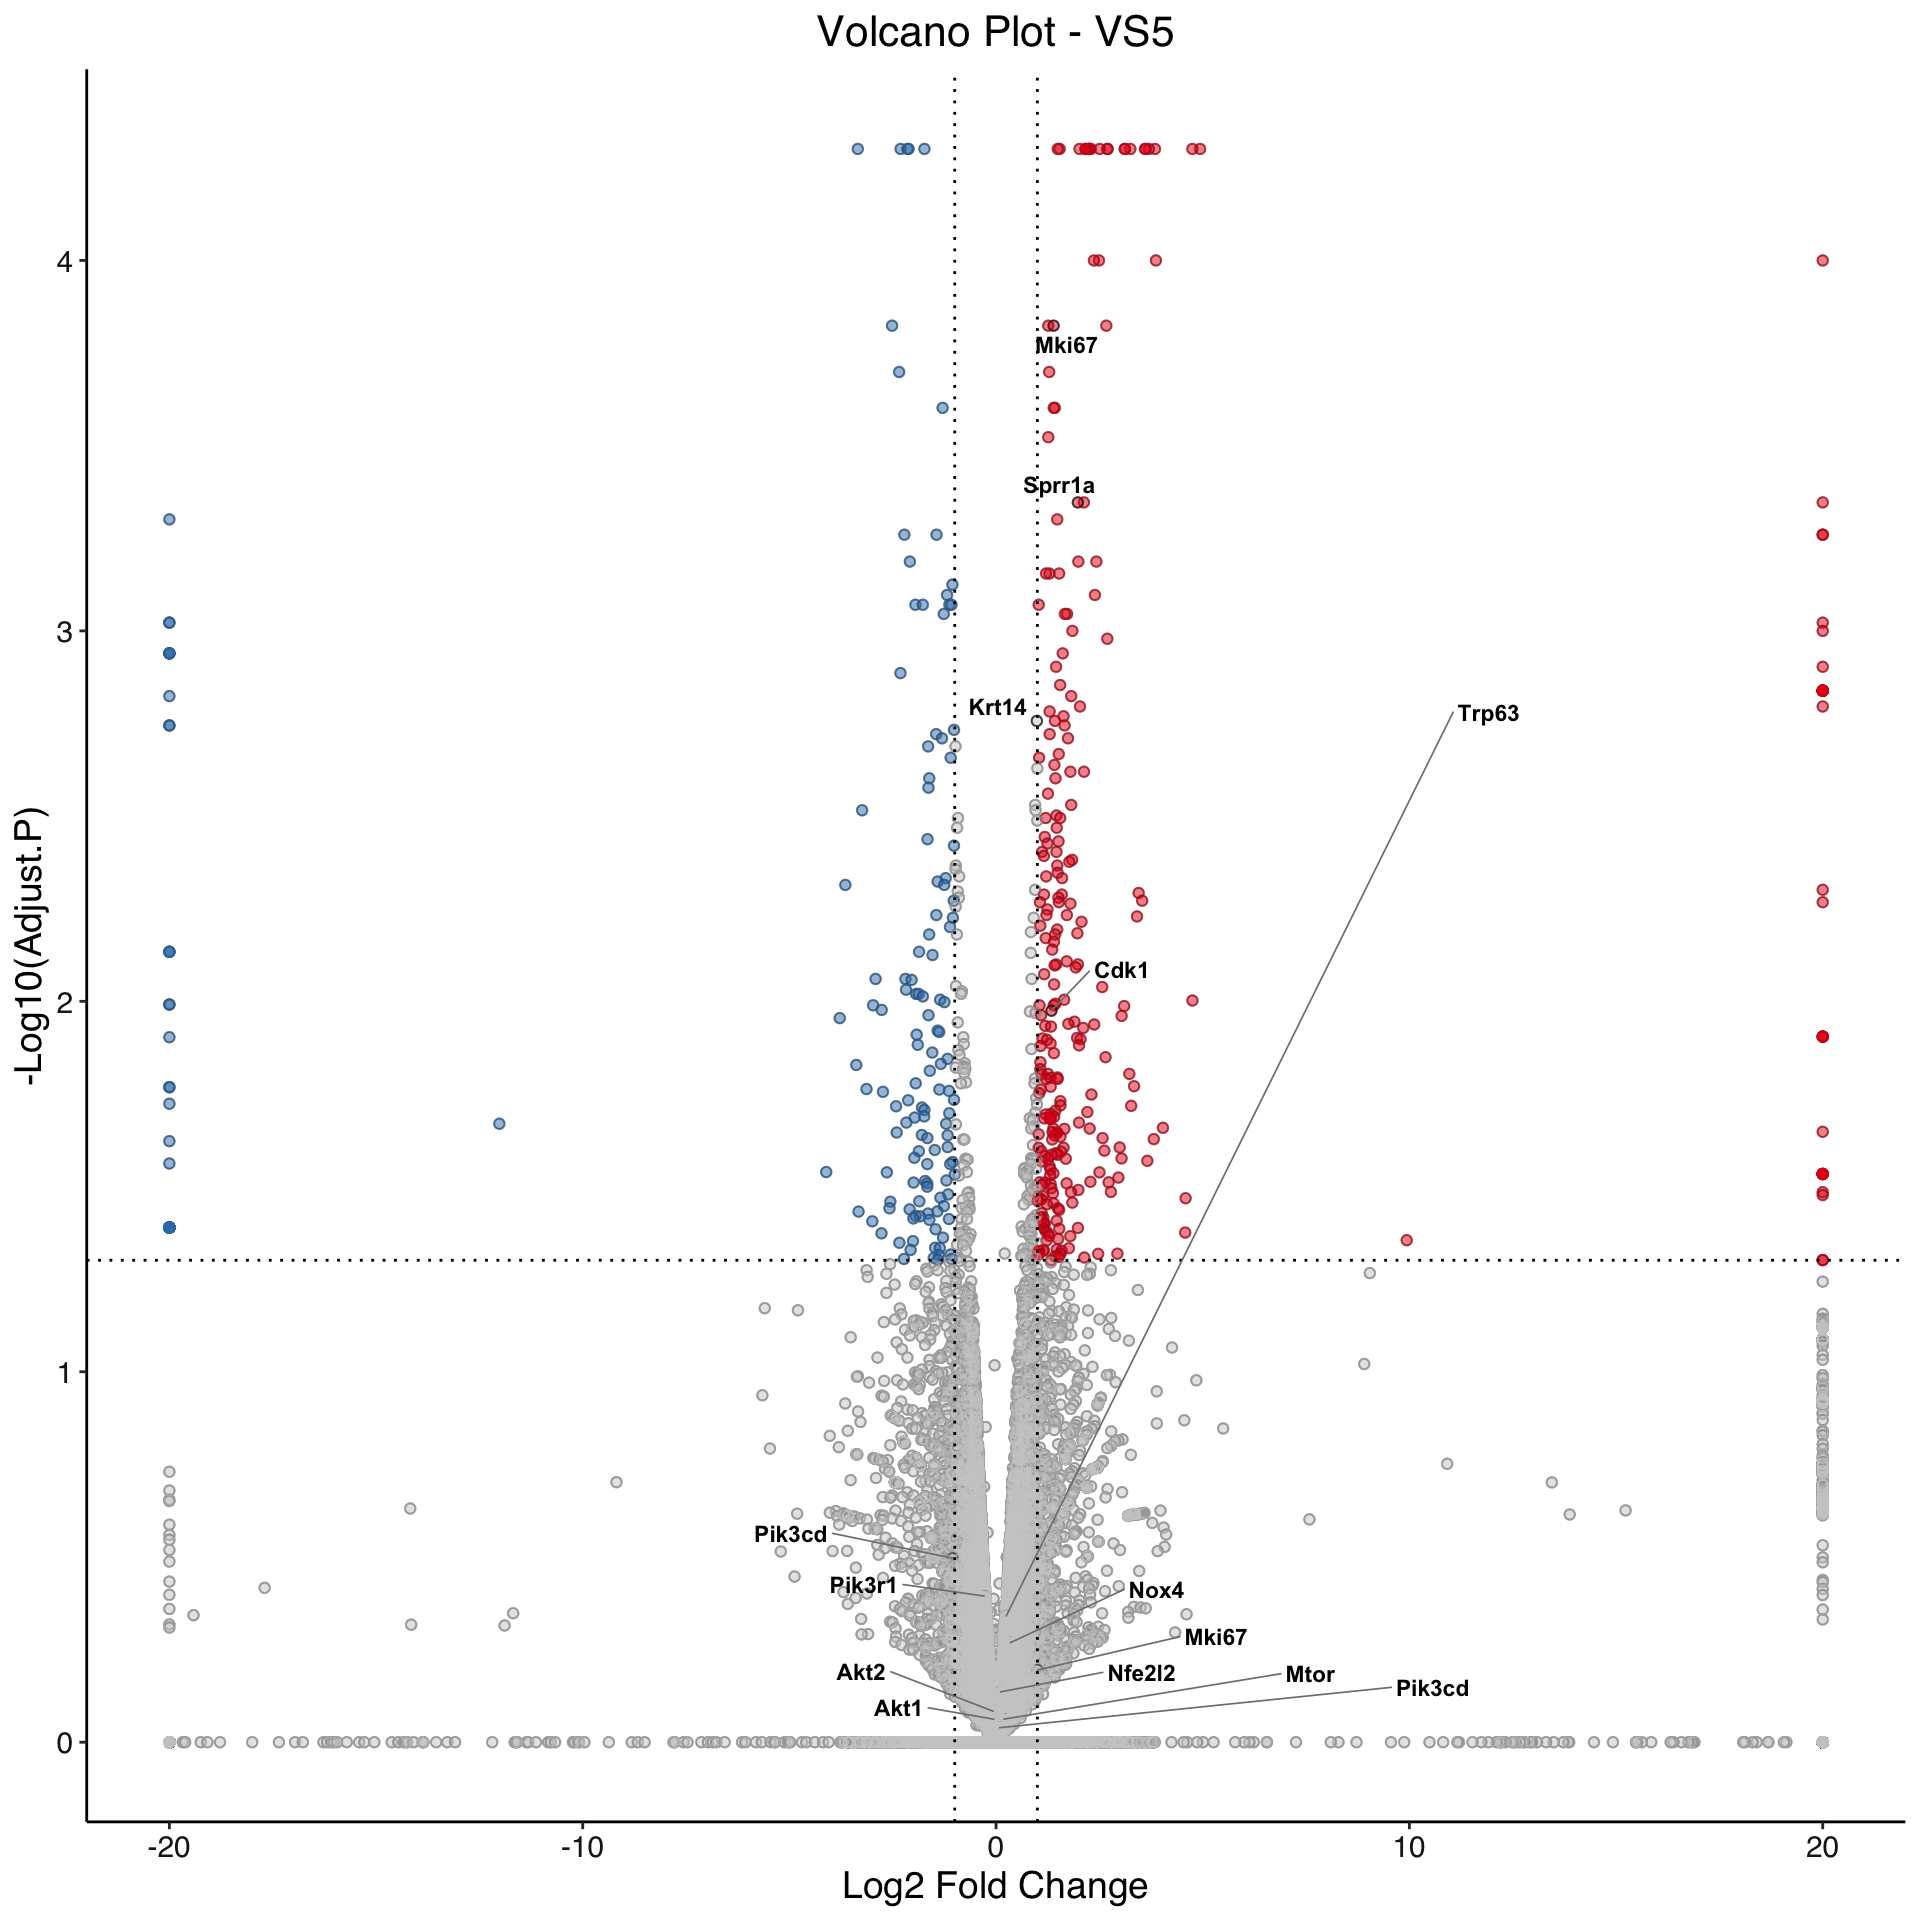 Volcano Plot - VS5
-Log10(Adjust.P)
4
3
2
1
0
Mki67
Sprr1a
Krt14
Trp63
Cdk1
Pik3cd
Pik3r1
Nox4
Mki67
Akt2
Nfe2l2
Mtor
Pik3cd
Akt1
-20
-10
0
10
20
Log2 Fold Change